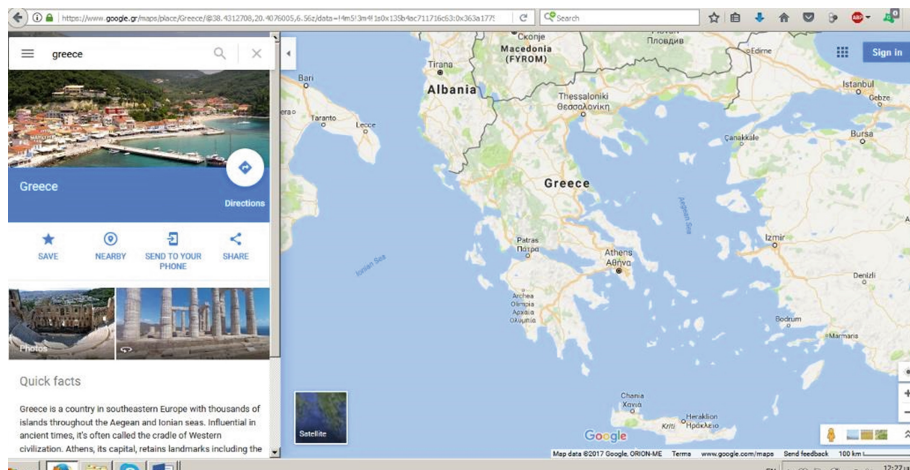 https://www.google.gr/maps/place/Greece/@38.4312708,20.4076005,6.56z/data=!4m5!3m4!1s0x135b4ac711716c63:0x363a1775
Search
greece
Greece
Directions
SAVE
NEARBY
SEND TO YOUR PHONE
SHARE
Photos
Quick facts
Greece is a country in southeastern Europe with thousands of
islands throughout the Aegean and Ionian seas. Influential in
ancient times, it's often called the cradle of Western
civilization. Athens, its capital, retains landmarks including the
Sign in
Скопје
Macedonia
(FYROM)
Пловдив
Edirne
Tirana
Albania
Bari
Taranto
Lecce
Thessaloniki
Θεσσαλονίκη
Istanbul
Gebze
Bursa
Çanakkale
Greece
Aegean Sea
Ionian Sea
Patras
Πάτρα
Athens
Αθήνα
Izmir
Denizli
Archea
Olimpia
Αρχαία
Ολυμπία
Bodrum
Marmaris
Chania
Χανιά
Heraklion
Ηράκλειο
Kriti
Satellite
Google
Map data ©2017 Google, ORION-ME Terms www.google.com/maps Send feedback 100 km
12:22